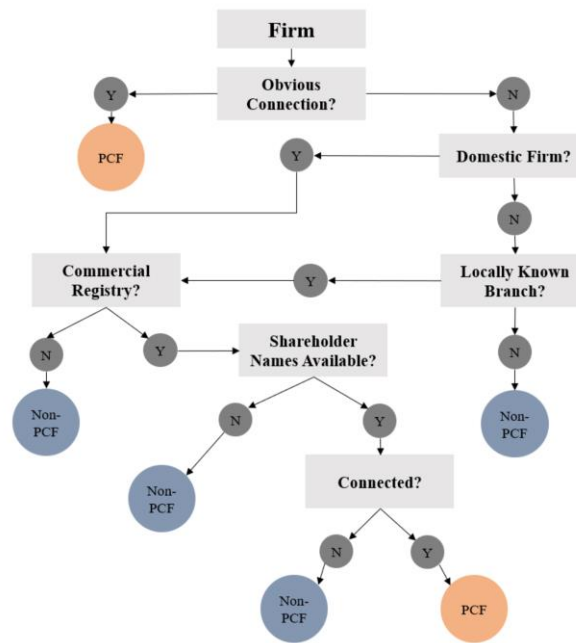 Firm
Obvious
Connection?
Y
N
PCF
Y
Domestic Firm?
N
Commercial
Registry?
Y
Locally Known
Branch?
N
Y
Shareholder
Names Available?
N
Non-
PCF
N
Y
Non-
PCF
Non-
PCF
Connected?
N
Y
Non-
PCF
PCF